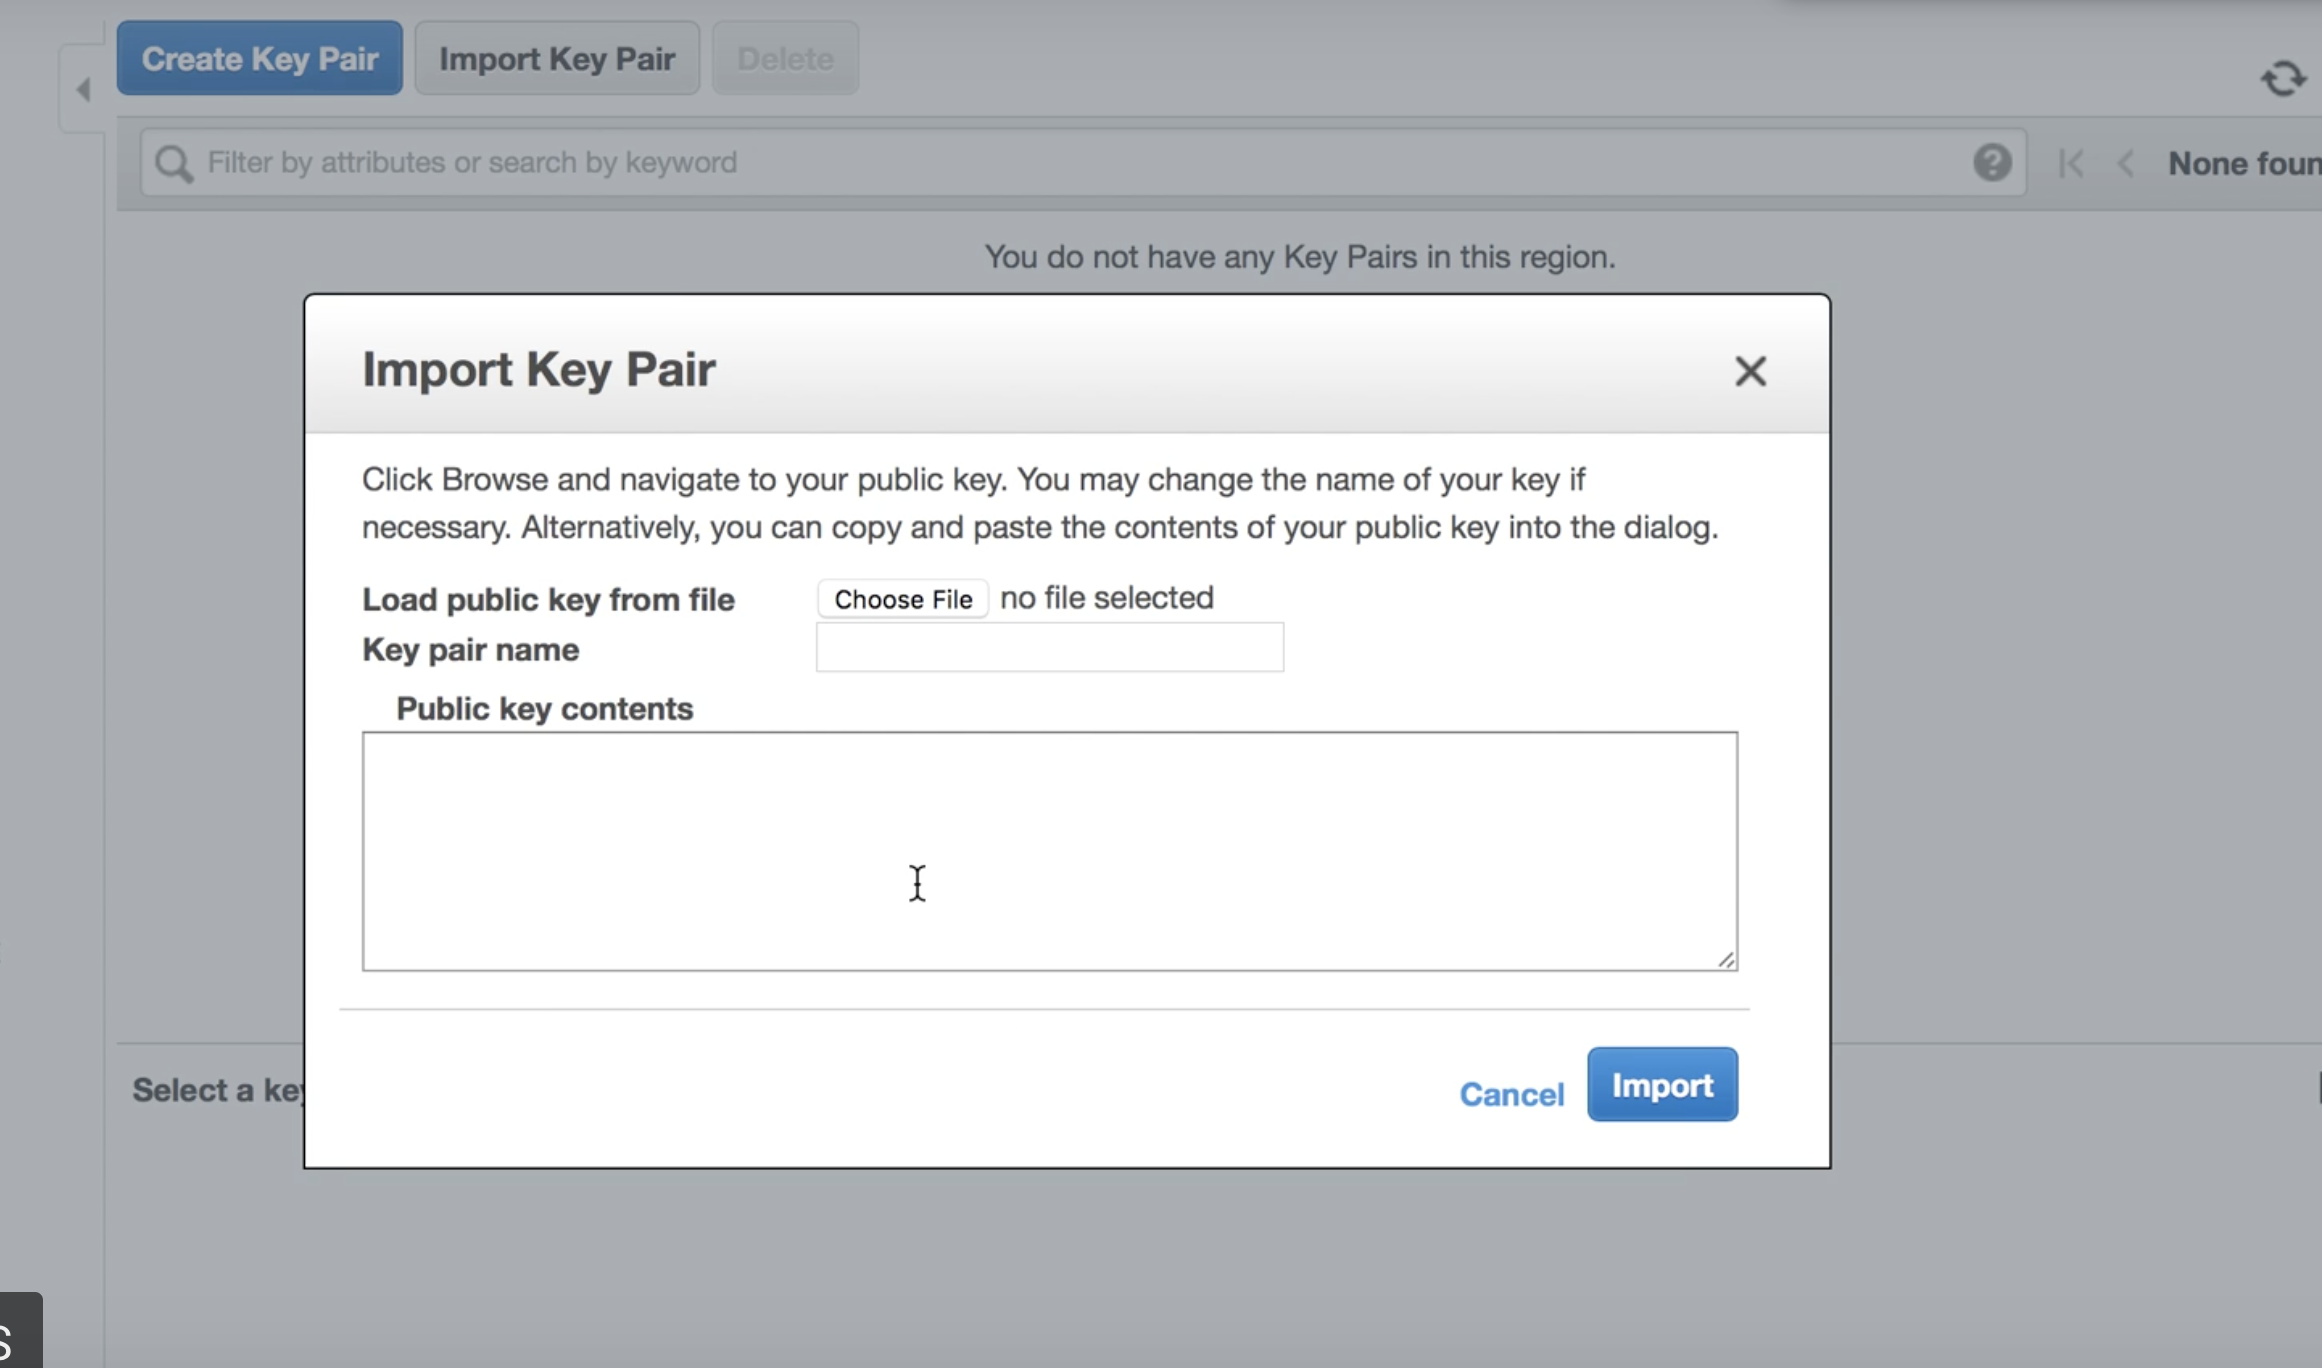 Create Key Pair Import Key Pair Delete
Filter by attributes or search by keyword None foun
You do not have any Key Pairs in this region.
Import Key Pair
Click Browse and navigate to your public key. You may change the name of your key if
necessary. Alternatively, you can copy and paste the contents of your public key into the dialog.
Load public key from file Choose File no file selected
Key pair name
Public key contents
Select a key
Cancel Import
S